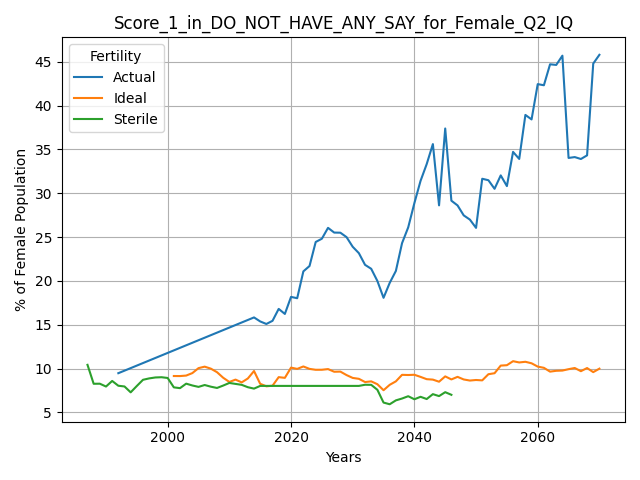 Score_1_in_DO_NOT_HAVE_ANY_SAY_for_Female_Q2_IQ
Fertility
Actual
Ideal
Sterile
% of Female Population
45
40
35
30
25
20
15
10
5
2000 2020 2040 2060
Years